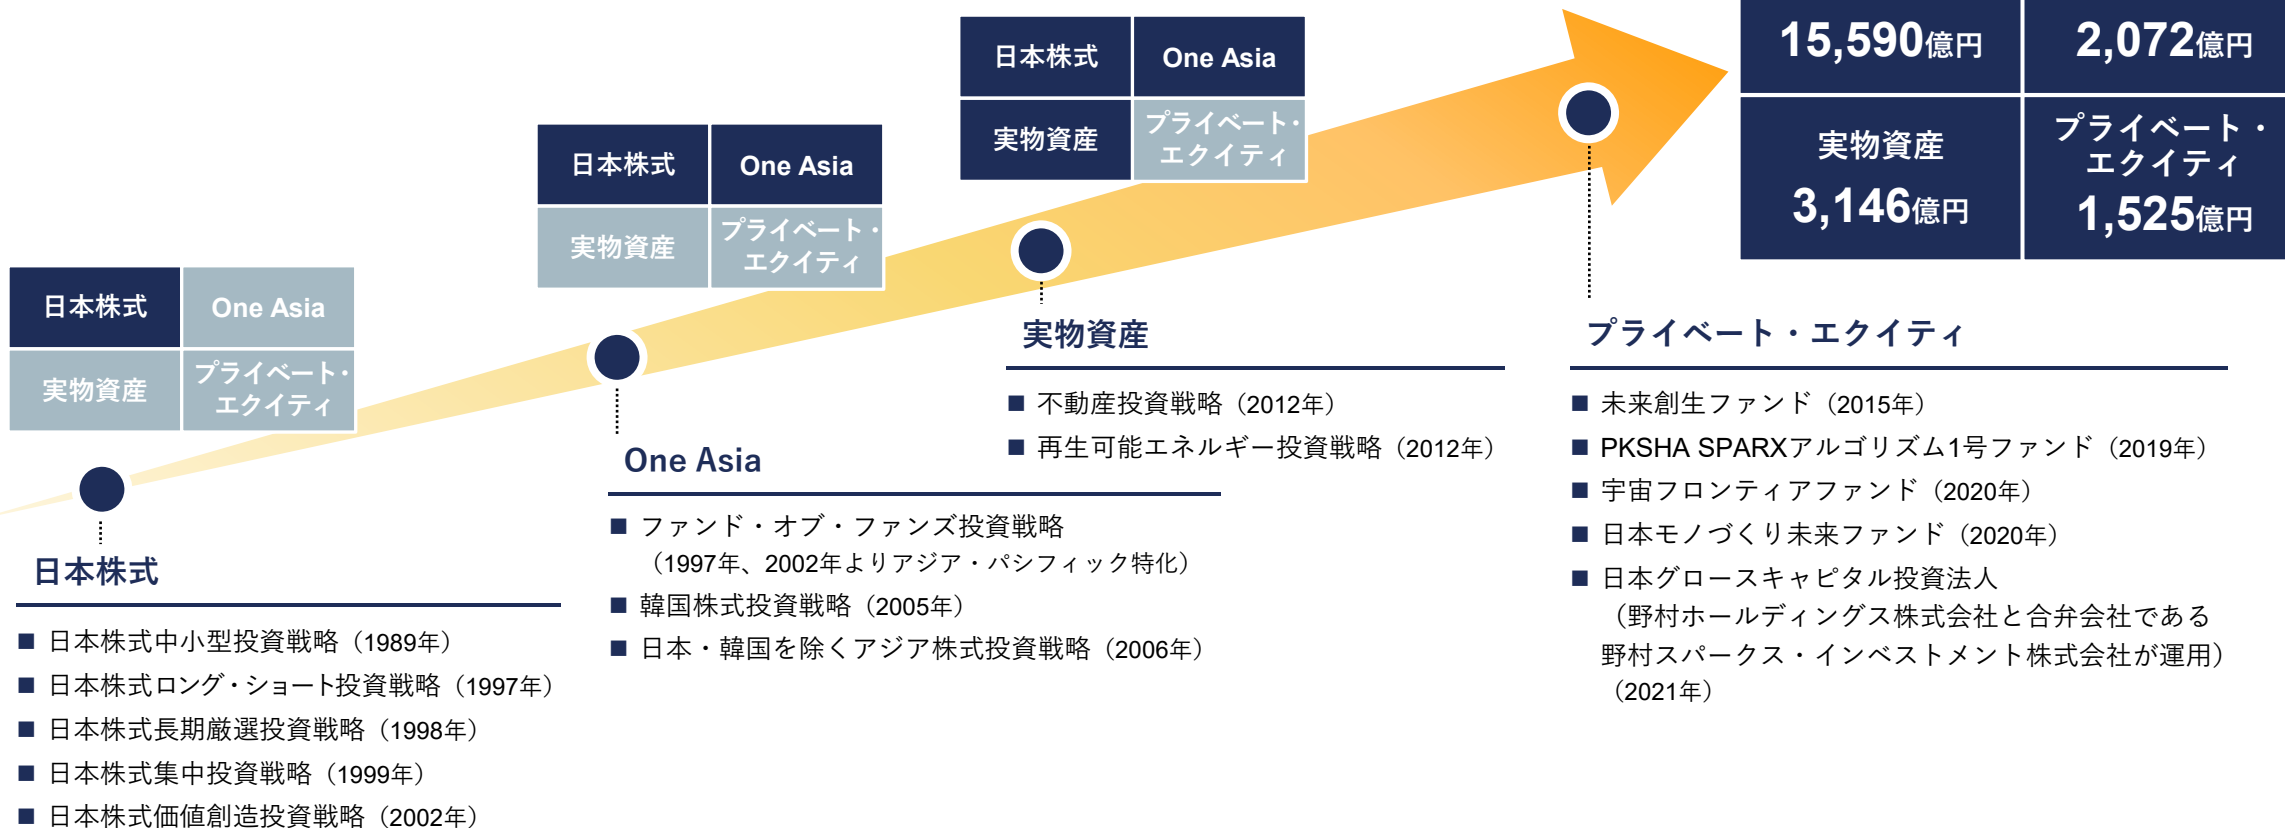 日本株式
One Asia
実物資産
プライベート・
エクイティ
日本株式
One Asia
実物資産
プライベート・
エクイティ
日本株式
One Asia
実物資産
プライベート・
エクイティ
15,590億円
2,072億円
実物資産
3,146億円
プライベート・
エクイティ
1,525億円
日本株式
■ 日本株式中小型投資戦略（1989年）
■ 日本株式ロング・ショート投資戦略（1997年）
■ 日本株式長期厳選投資戦略（1998年）
■ 日本株式集中投資戦略（1999年）
■ 日本株式価値創造投資戦略（2002年）
One Asia
■ ファンド・オブ・ファンズ投資戦略
（1997年、2002年よりアジア・パシフィック特化）
■ 韓国株式投資戦略（2005年）
■ 日本・韓国を除くアジア株式投資戦略（2006年）
実物資産
■ 不動産投資戦略（2012年）
■ 再生可能エネルギー投資戦略（2012年）
プライベート・エクイティ
■ 未来創生ファンド（2015年）
■ PKSHA SPARXアルゴリズム1号ファンド（2019年）
■ 宇宙フロンティアファンド（2020年）
■ 日本モノづくり未来ファンド（2020年）
■ 日本グロースキャピタル投資法人
（野村ホールディングス株式会社と合弁会社である
野村スパークス・インベストメント株式会社が運用）
（2021年）